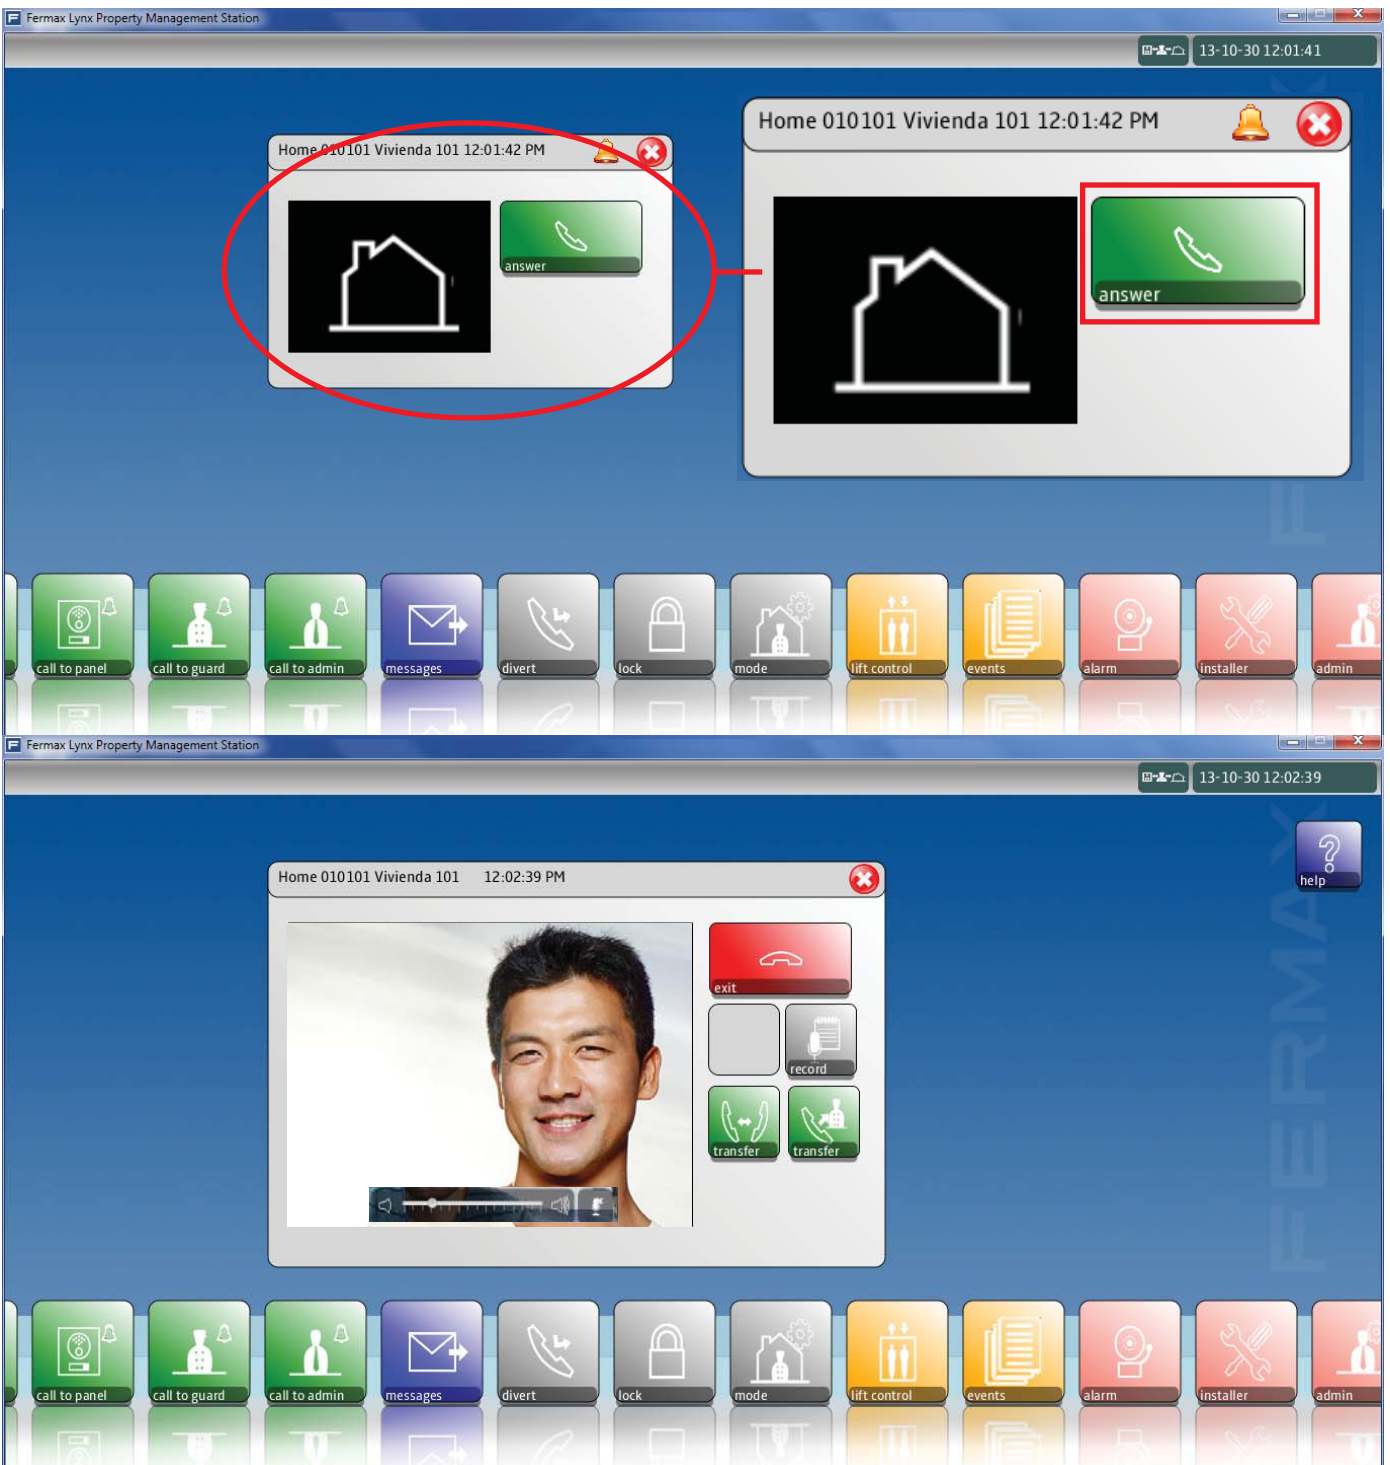 Fermax Lynx Property Management Station
13-10-30 12:01:41
Home 010101 Vivienda 101 12:01:42 PM
answer
Home 010101 Vivienda 101 12:01:42 PM
answer
call to panel
call to guard
call to admin
messages
divert
lock
mode
lift control
events
alarm
installer
admin
Fermax Lynx Property Management Station
13-10-30 12:02:39
help
Home 010101 Vivienda 101 12:02:39 PM
exit
record
transfer
transfer
FERMAX
call to panel
call to guard
call to admin
messages
divert
lock
mode
lift control
events
alarm
installer
admin